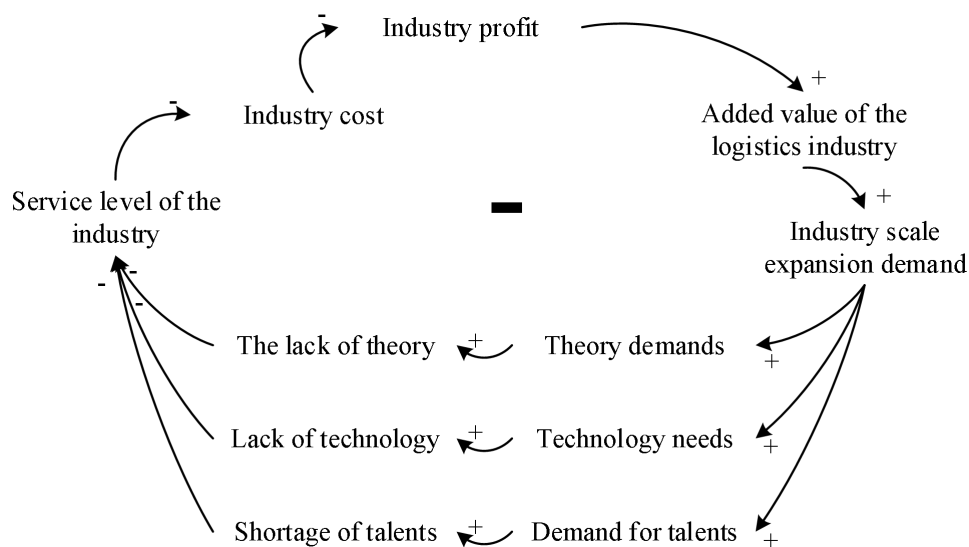 Industry profit
Industry cost
Added value of the
logistics industry
Service level of the
industry
Industry scale
expansion demand
The lack of theory
Theory demands
Lack of technology
Technology needs
Shortage of talents
Demand for talents
-
-
+
+
-
-
-
+
+
+
+
+
+
-